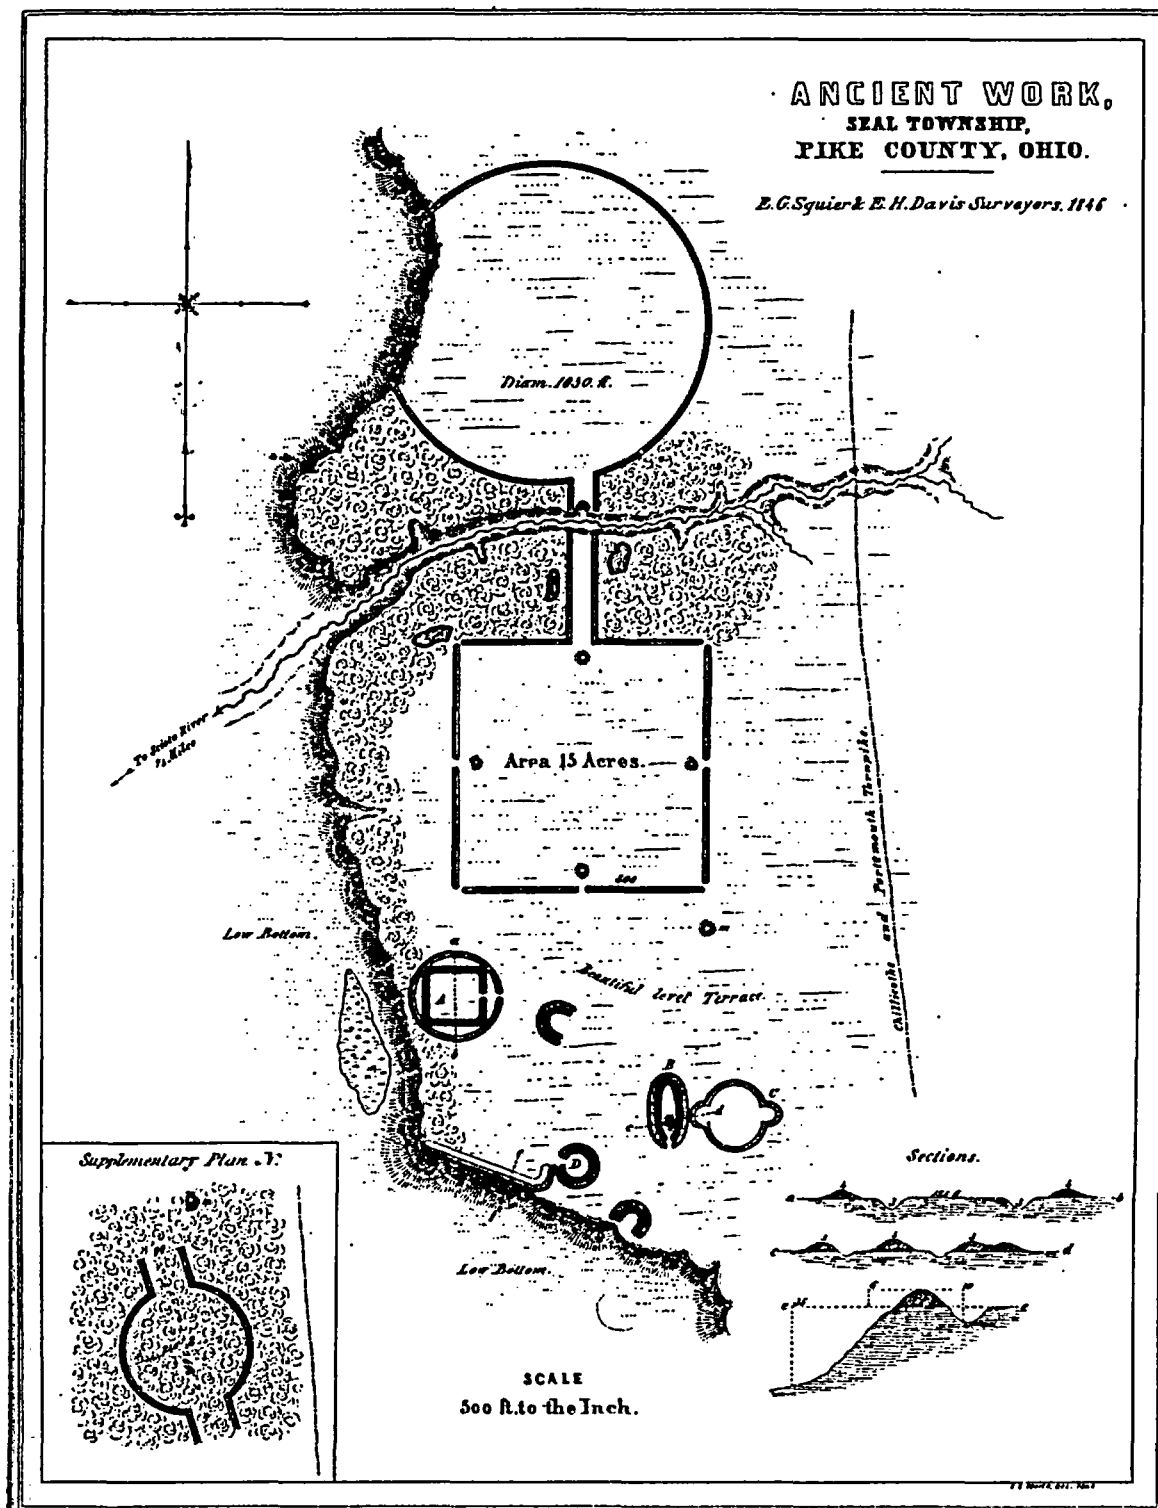 ANCIENT WORK,
SEAL TOWNSHIP,
PIKE COUNTY, OHIO.
E.G. Squier & E.H. Davis Surveyors. 1846
Diam. 1050. ft.
To Scioto River
Miles
Area 15 Acres.
800
m
Low Bottom.
Beautiful level Terrace.
Chillicothe and Portsmouth Turnpike.
a
A
b
B
C
c
d
D
f
Low Bottom.
Supplementary Plan N.
Sections.
a b
c d
SCALE
500 ft. to the Inch.